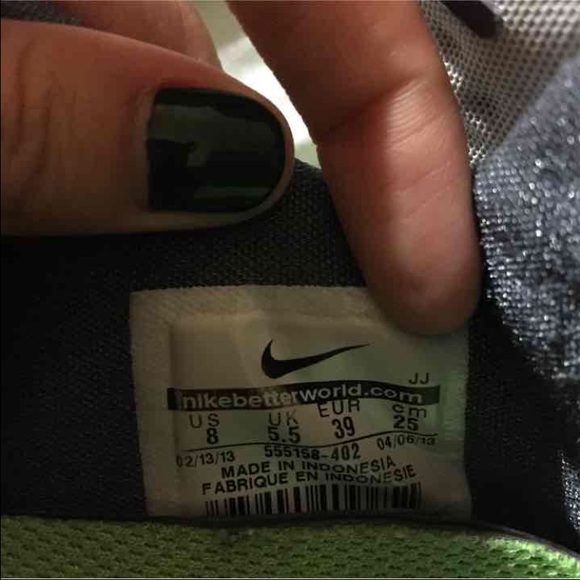 JJ
nikebetterworld.com
US UK EUR cm
8 5.5 39 25
02/13/13 555158-402 04/06/13
MADE IN INDONESIA
FABRIQUE EN INDONESIE